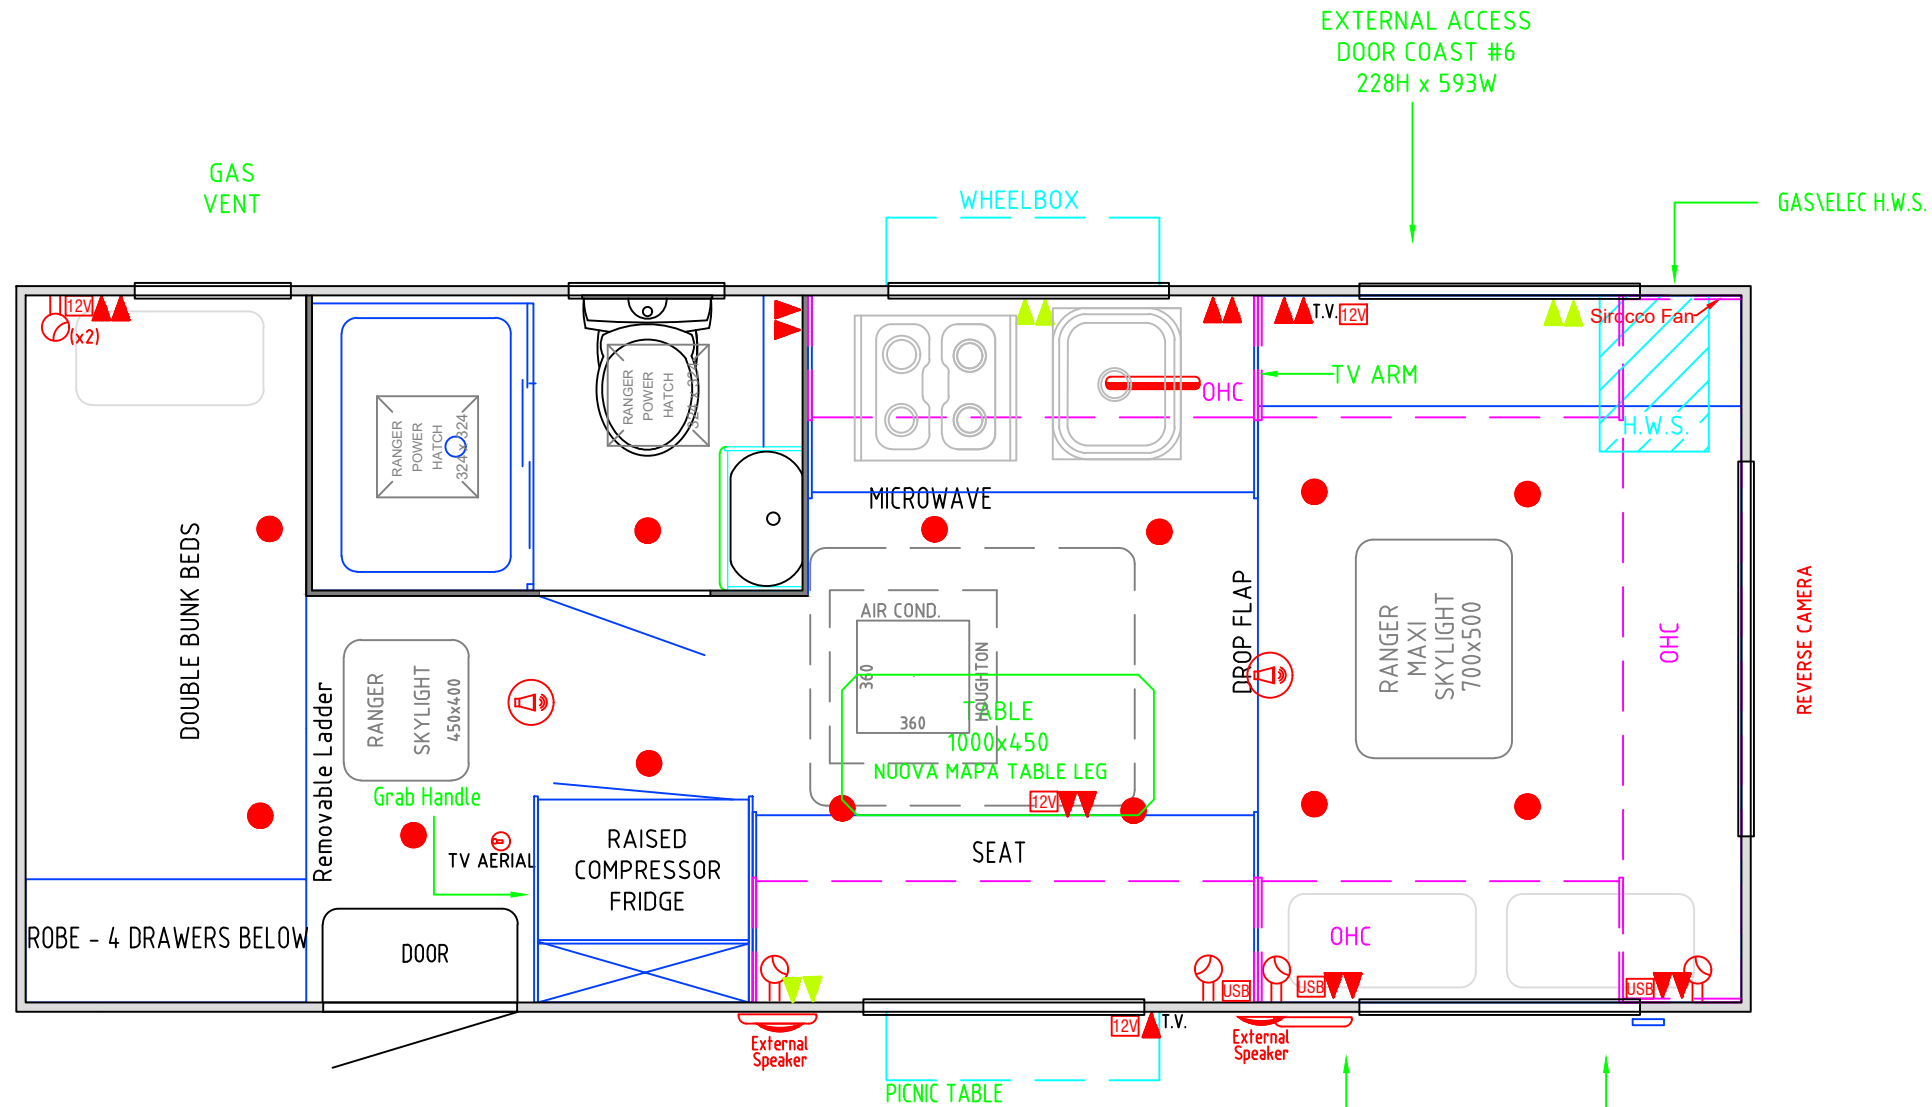 EXTERNAL ACCESS
DOOR COAST #6
228H x 593W
GAS
VENT
WHEELBOX
GAS\ELEC H.W.S.
12V
(x2)
T.V.
12V
Sirocco Fan
TV ARM
OHC
H.W.S.
RANGER
POWER
HATCH
324 x 324
RANGER
POWER
HATCH
324 x 324
MICROWAVE
DOUBLE BUNK BEDS
AIR COND.
HOUGHTON
360
360
DROP FLAP
RANGER
MAXI
SKYLIGHT
700x500
OHC
REVERSE CAMERA
Removable Ladder
RANGER
SKYLIGHT
450x400
TABLE
1000x450
NUOVA MAPA TABLE LEG
12V
Grab Handle
TV AERIAL
RAISED
COMPRESSOR
FRIDGE
SEAT
ROBE - 4 DRAWERS BELOW
DOOR
OHC
USB
USB
USB
12V
T.V.
External
Speaker
External
Speaker
PICNIC TABLE